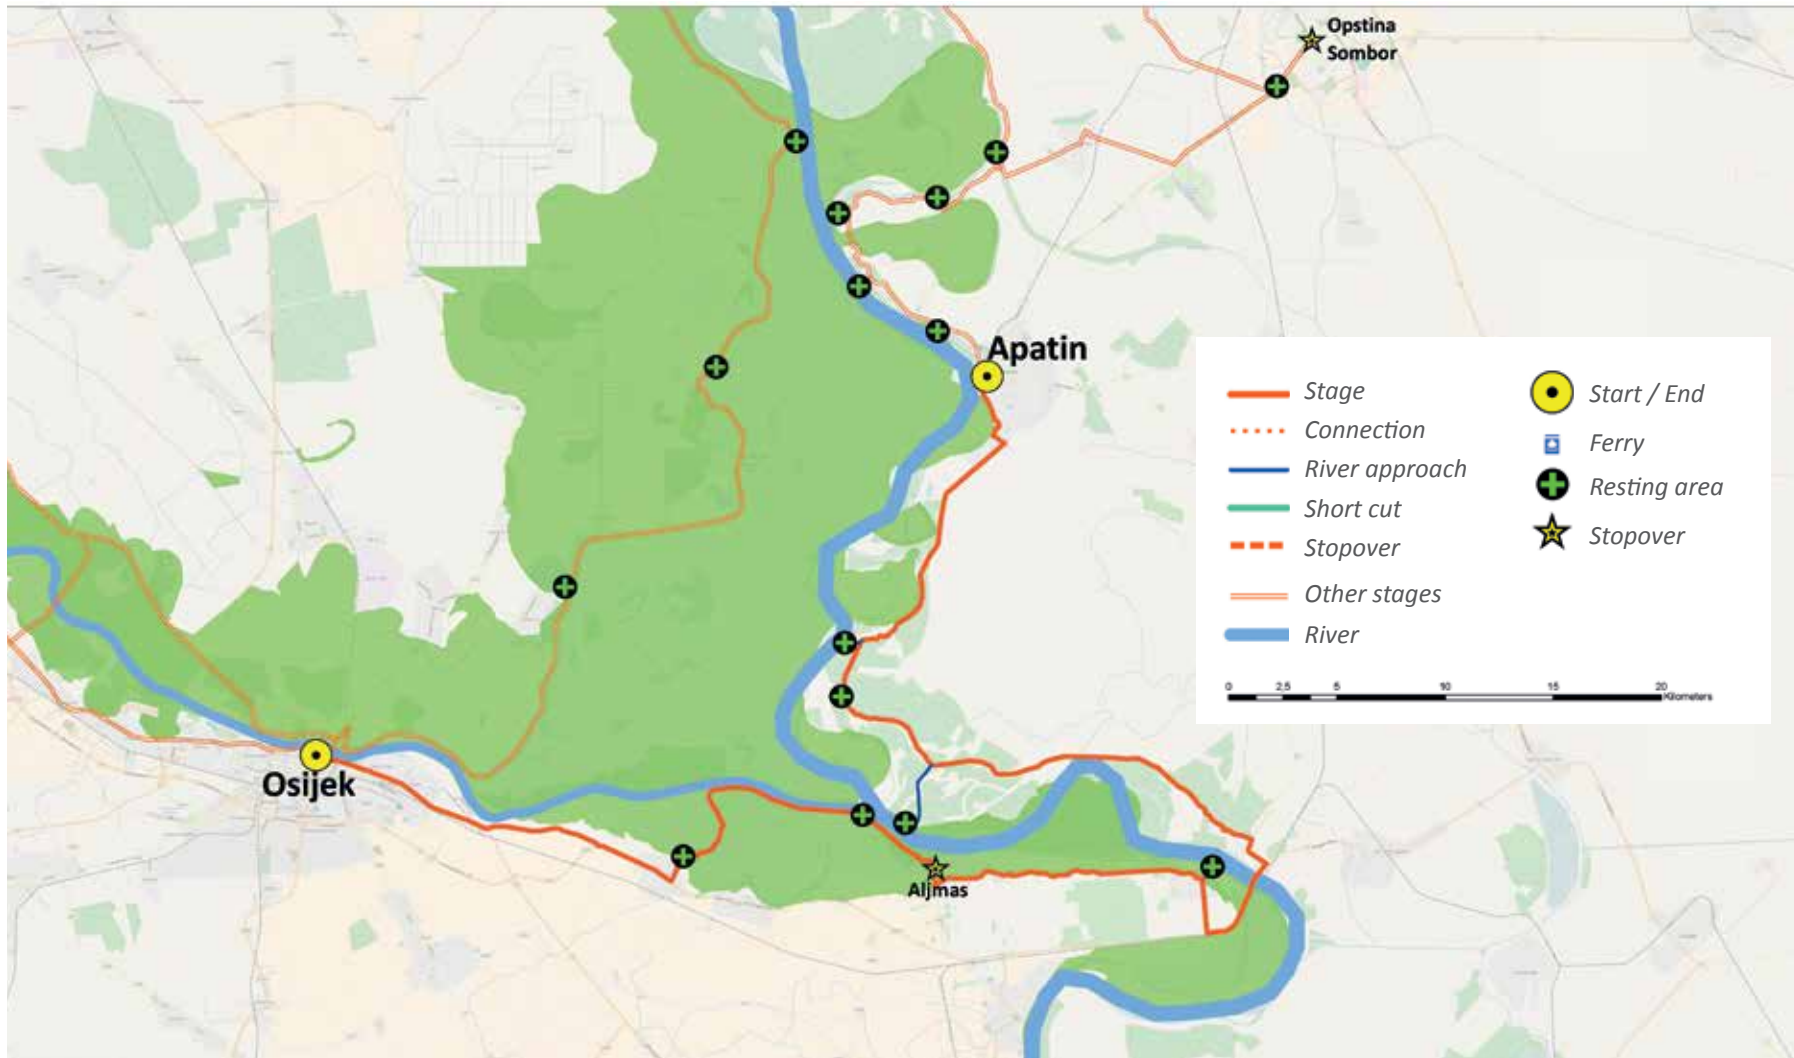 Opstina
Sombor
Apatin
Stage
Connection
River approach
Short cut
Stopover
Other stages
River
Start / End
Ferry
Resting area
Stopover
0 2,5 5 10 15 20
Kilometers
Osijek
Aljmas